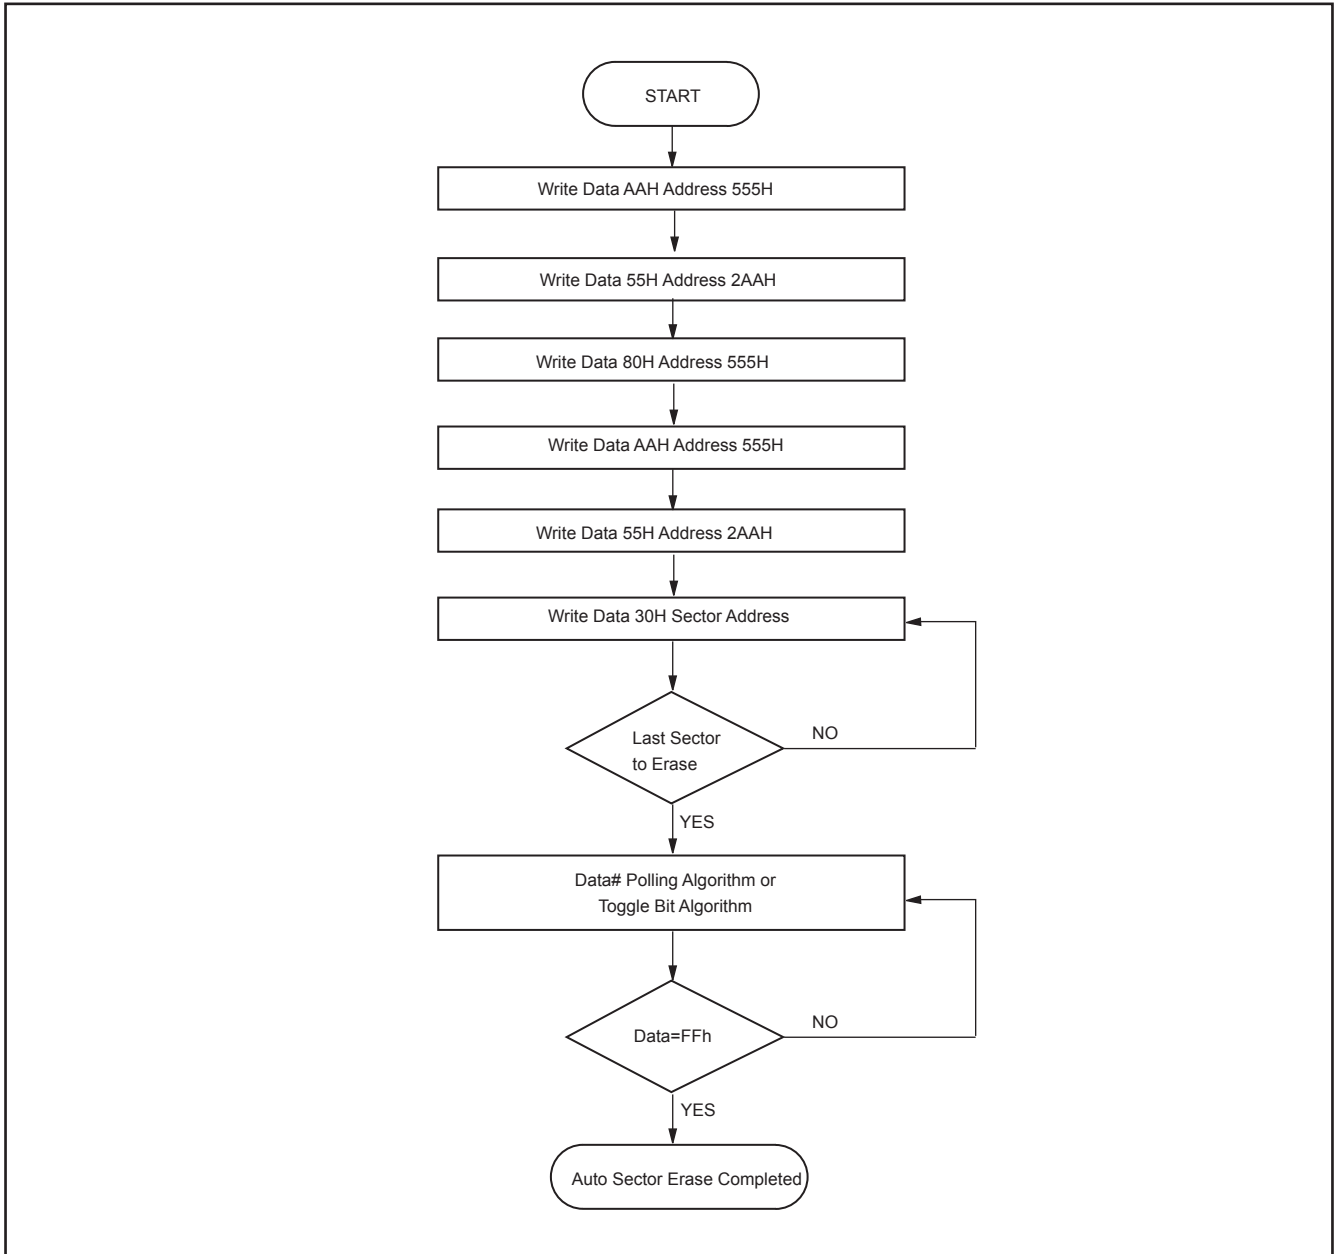 START
Write Data AAH Address 555H
Write Data 55H Address 2AAH
Write Data 80H Address 555H
Write Data AAH Address 555H
Write Data 55H Address 2AAH
Write Data 30H Sector Address
Last Sector
to Erase
NO
YES
Data# Polling Algorithm or
Toggle Bit Algorithm
Data=FFh
NO
YES
Auto Sector Erase Completed